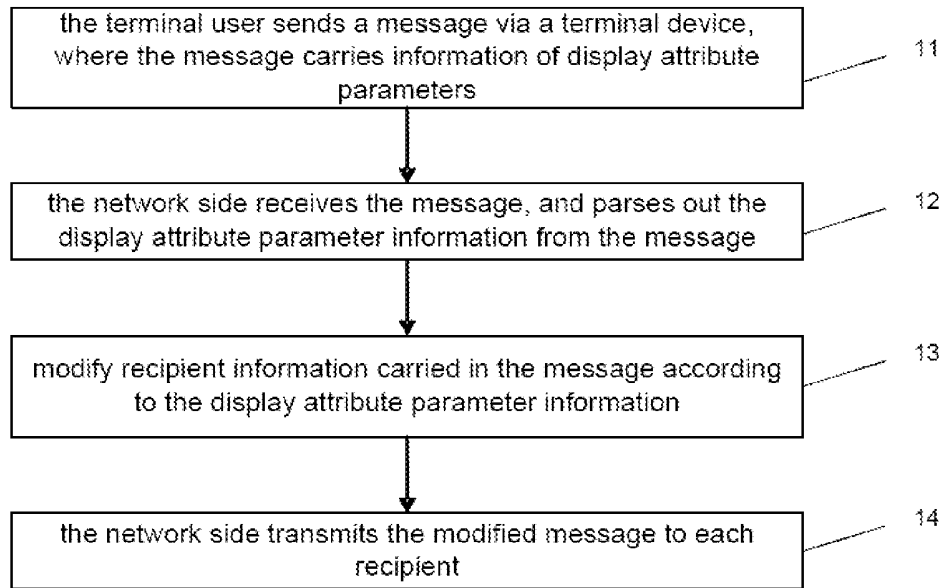 the terminal user sends a message via a terminal device,
where the message carries information of display attribute
parameters
11
the network side receives the message, and parses out the
display attribute parameter information from the message
12
modify recipient information carried in the message according
to the display attribute parameter information
13
the network side transmits the modified message to each
recipient
14